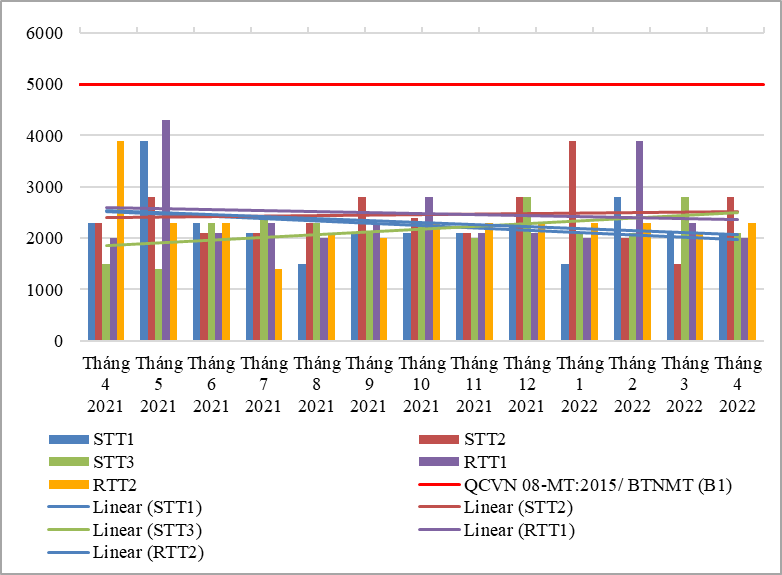 6000
5000
4000
3000
2000
1000
0
Tháng Tháng Tháng Tháng Tháng Tháng Tháng Tháng Tháng Tháng Tháng Tháng Tháng
4 5 6 7 8 9 10 11 12 1 2 3 4
2021 2021 2021 2021 2021 2021 2021 2021 2021 2022 2022 2022 2022
STT1 STT2
STT3 RTT1
RTT2 QCVN 08-MT:2015/ BTNMT (B1)
Linear (STT1) Linear (STT2)
Linear (STT3) Linear (RTT1)
Linear (RTT2)